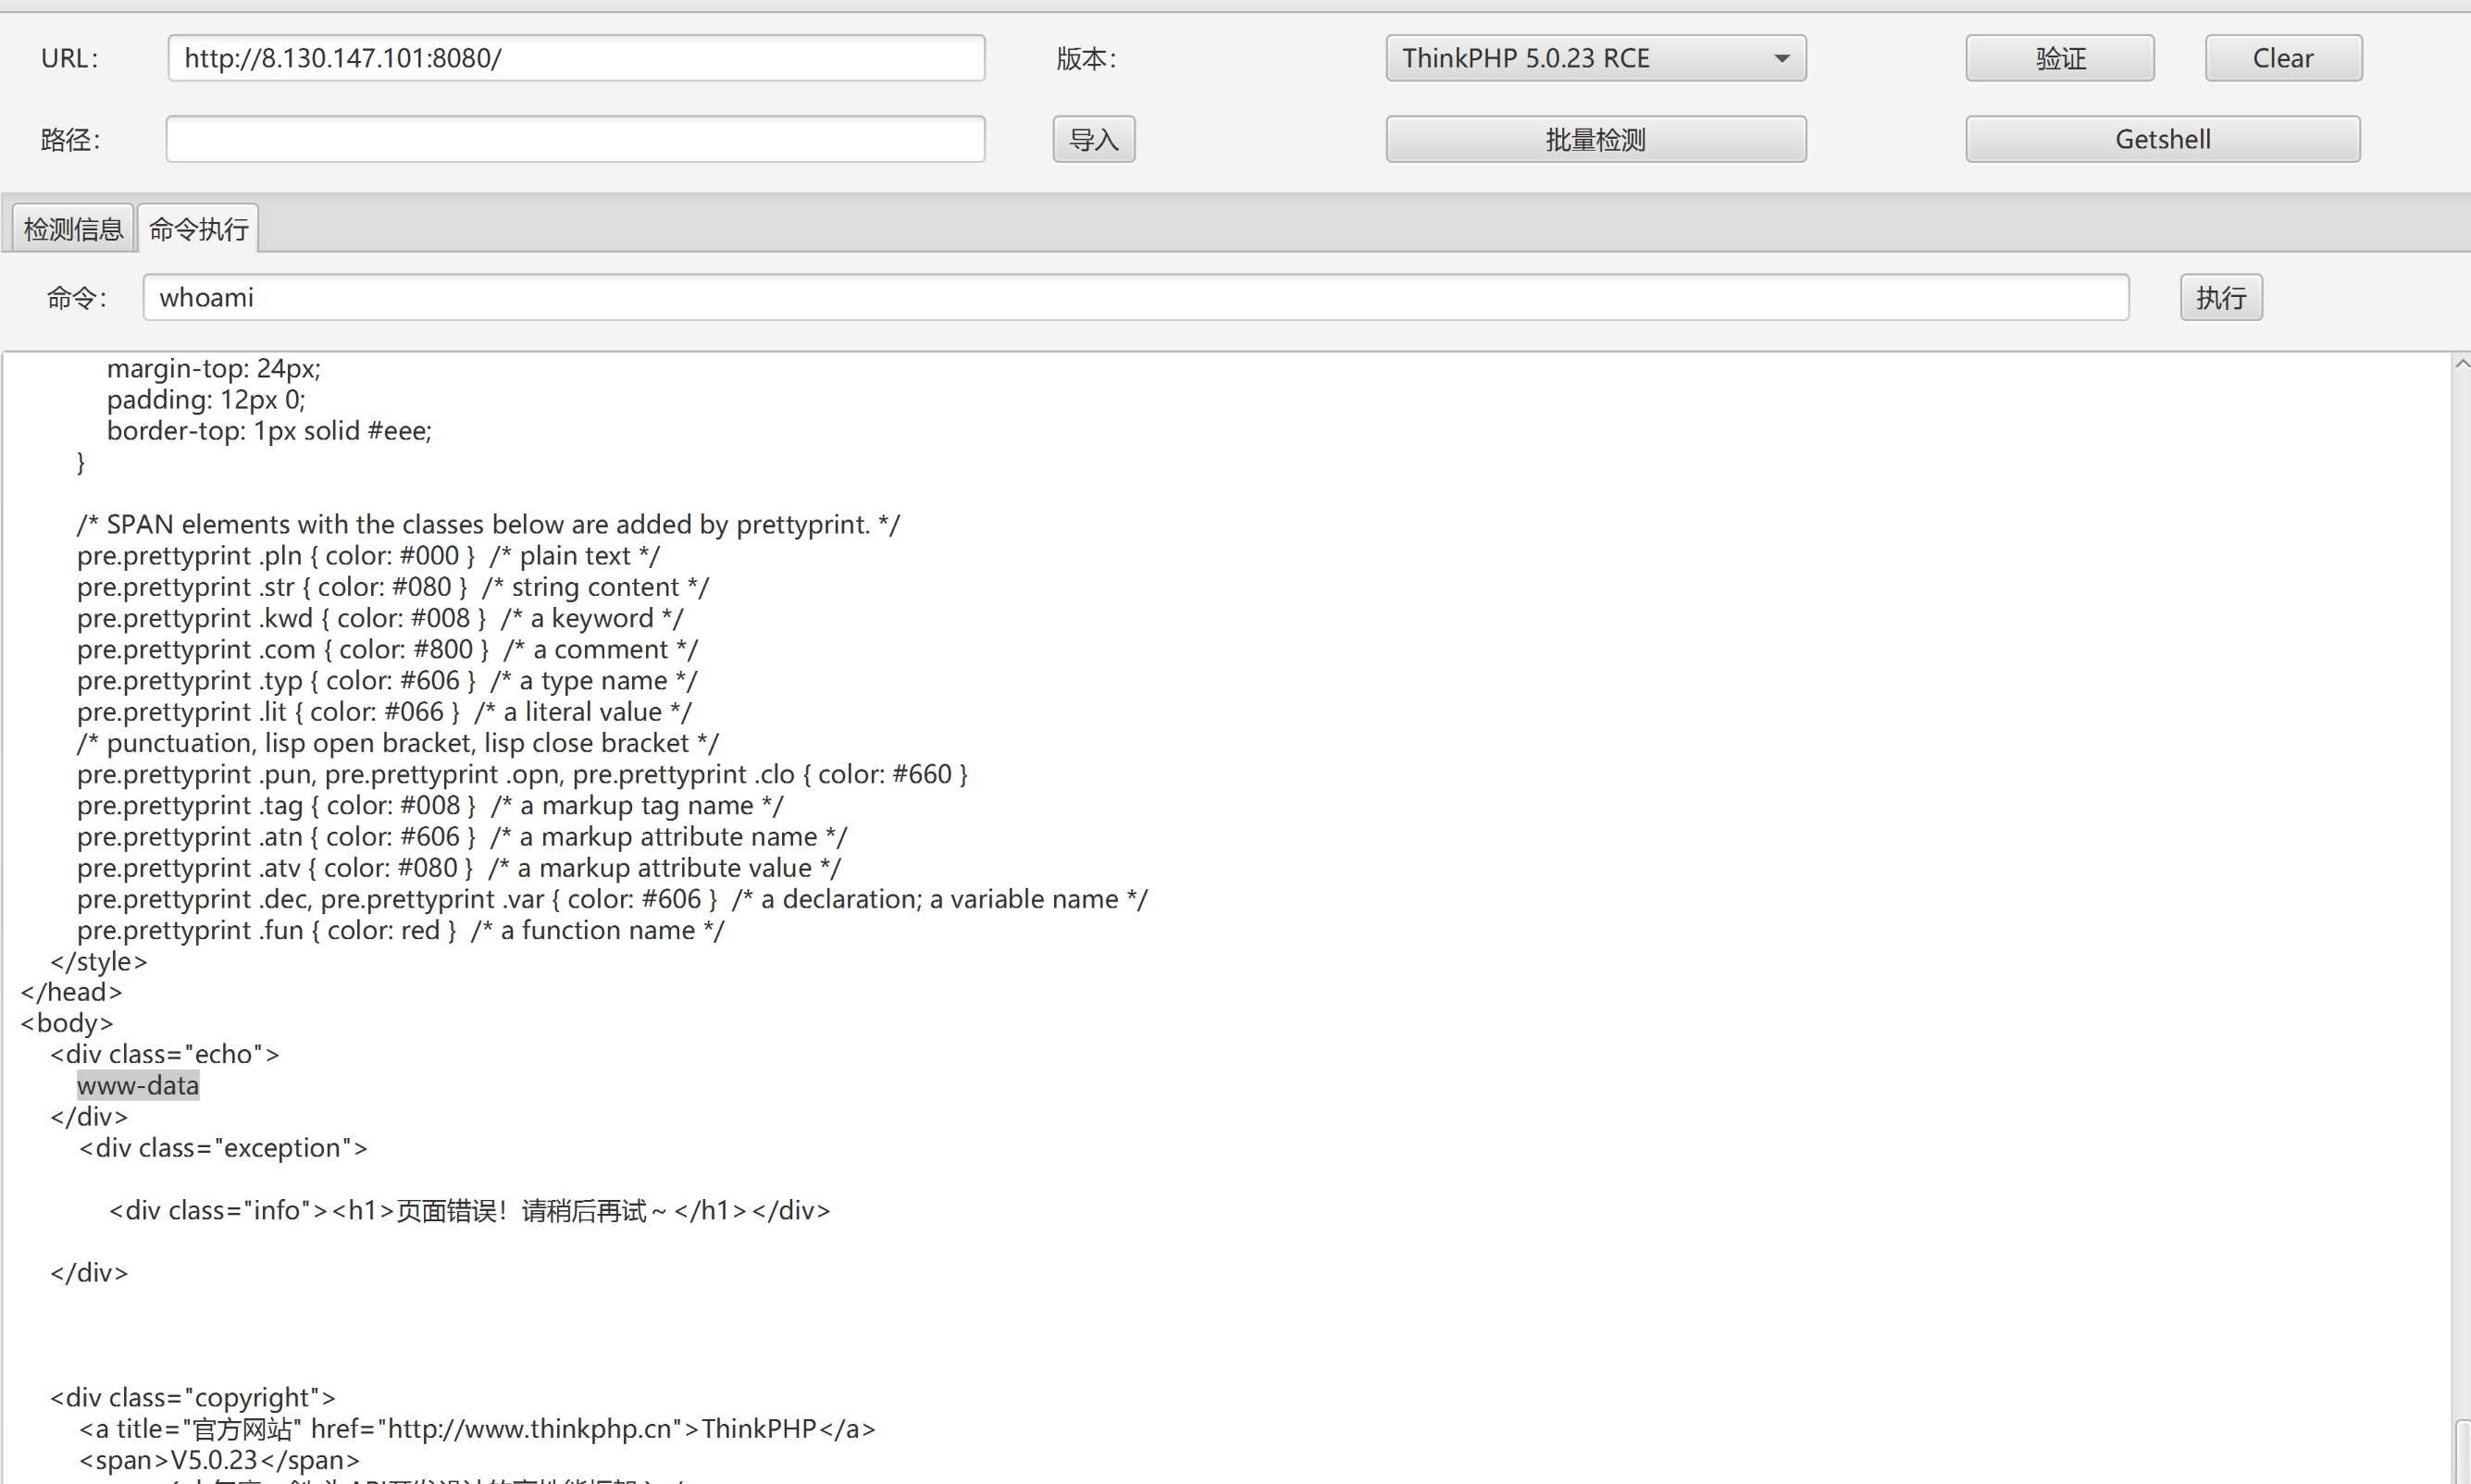 URL: http://8.130.147.101:8080/ 版本: ThinkPHP 5.0.23 RCE 验证 Clear
路径: 导入 批量检测 Getshell
检测信息 命令执行
命令: whoami 执行
margin-top: 24px;
padding: 12px 0;
border-top: 1px solid #eee;
}
/* SPAN elements with the classes below are added by prettyprint. */
pre.prettyprint .pln { color: #000 }  /* plain text */
pre.prettyprint .str { color: #080 }  /* string content */
pre.prettyprint .kwd { color: #008 }  /* a keyword */
pre.prettyprint .com { color: #800 }  /* a comment */
pre.prettyprint .typ { color: #606 }  /* a type name */
pre.prettyprint .lit { color: #066 }  /* a literal value */
/* punctuation, lisp open bracket, lisp close bracket */
pre.prettyprint .pun, pre.prettyprint .opn, pre.prettyprint .clo { color: #660 }
pre.prettyprint .tag { color: #008 }  /* a markup tag name */
pre.prettyprint .atn { color: #606 }  /* a markup attribute name */
pre.prettyprint .atv { color: #080 }  /* a markup attribute value */
pre.prettyprint .dec, pre.prettyprint .var { color: #606 }  /* a declaration; a variable name */
pre.prettyprint .fun { color: red }  /* a function name */
</style>
</head>
<body>
<div class="echo">
www-data
</div>
<div class="exception">
<div class="info"><h1>页面错误！请稍后再试～</h1></div>
</div>
<div class="copyright">
<a title="官方网站" href="http://www.thinkphp.cn">ThinkPHP</a>
<span>V5.0.23</span>